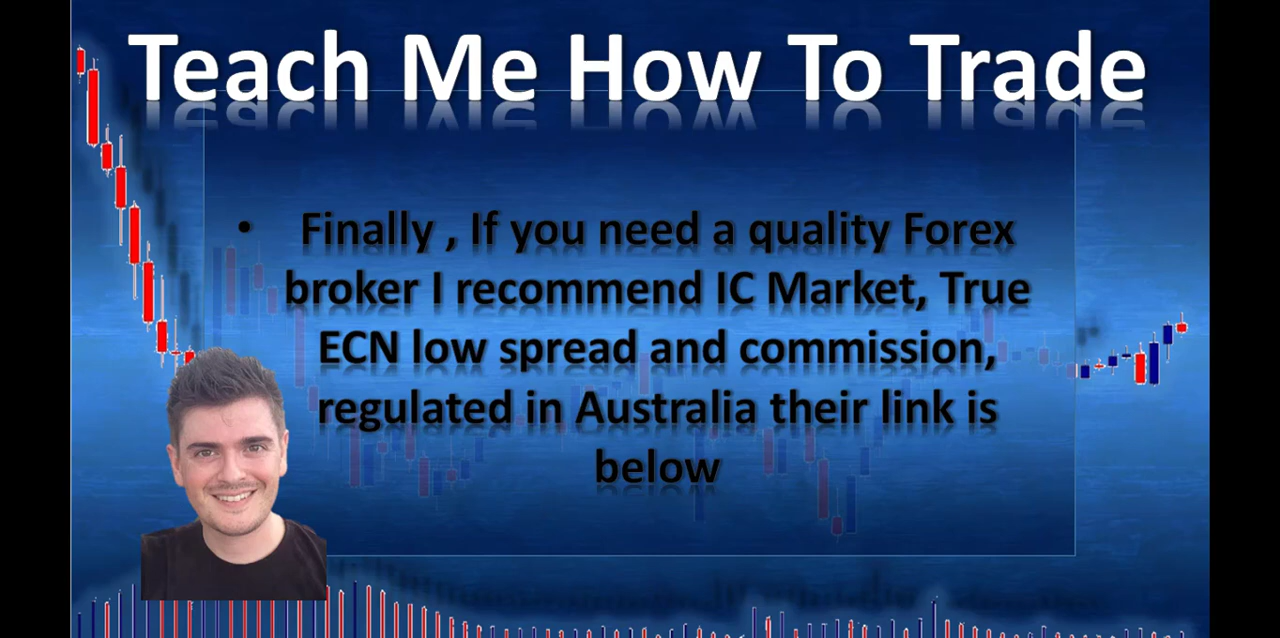 Teach Me How To Trade
• Finally , If you need a quality Forex
broker I recommend IC Market, True
ECN low spread and commission,
regulated in Australia their link is
below